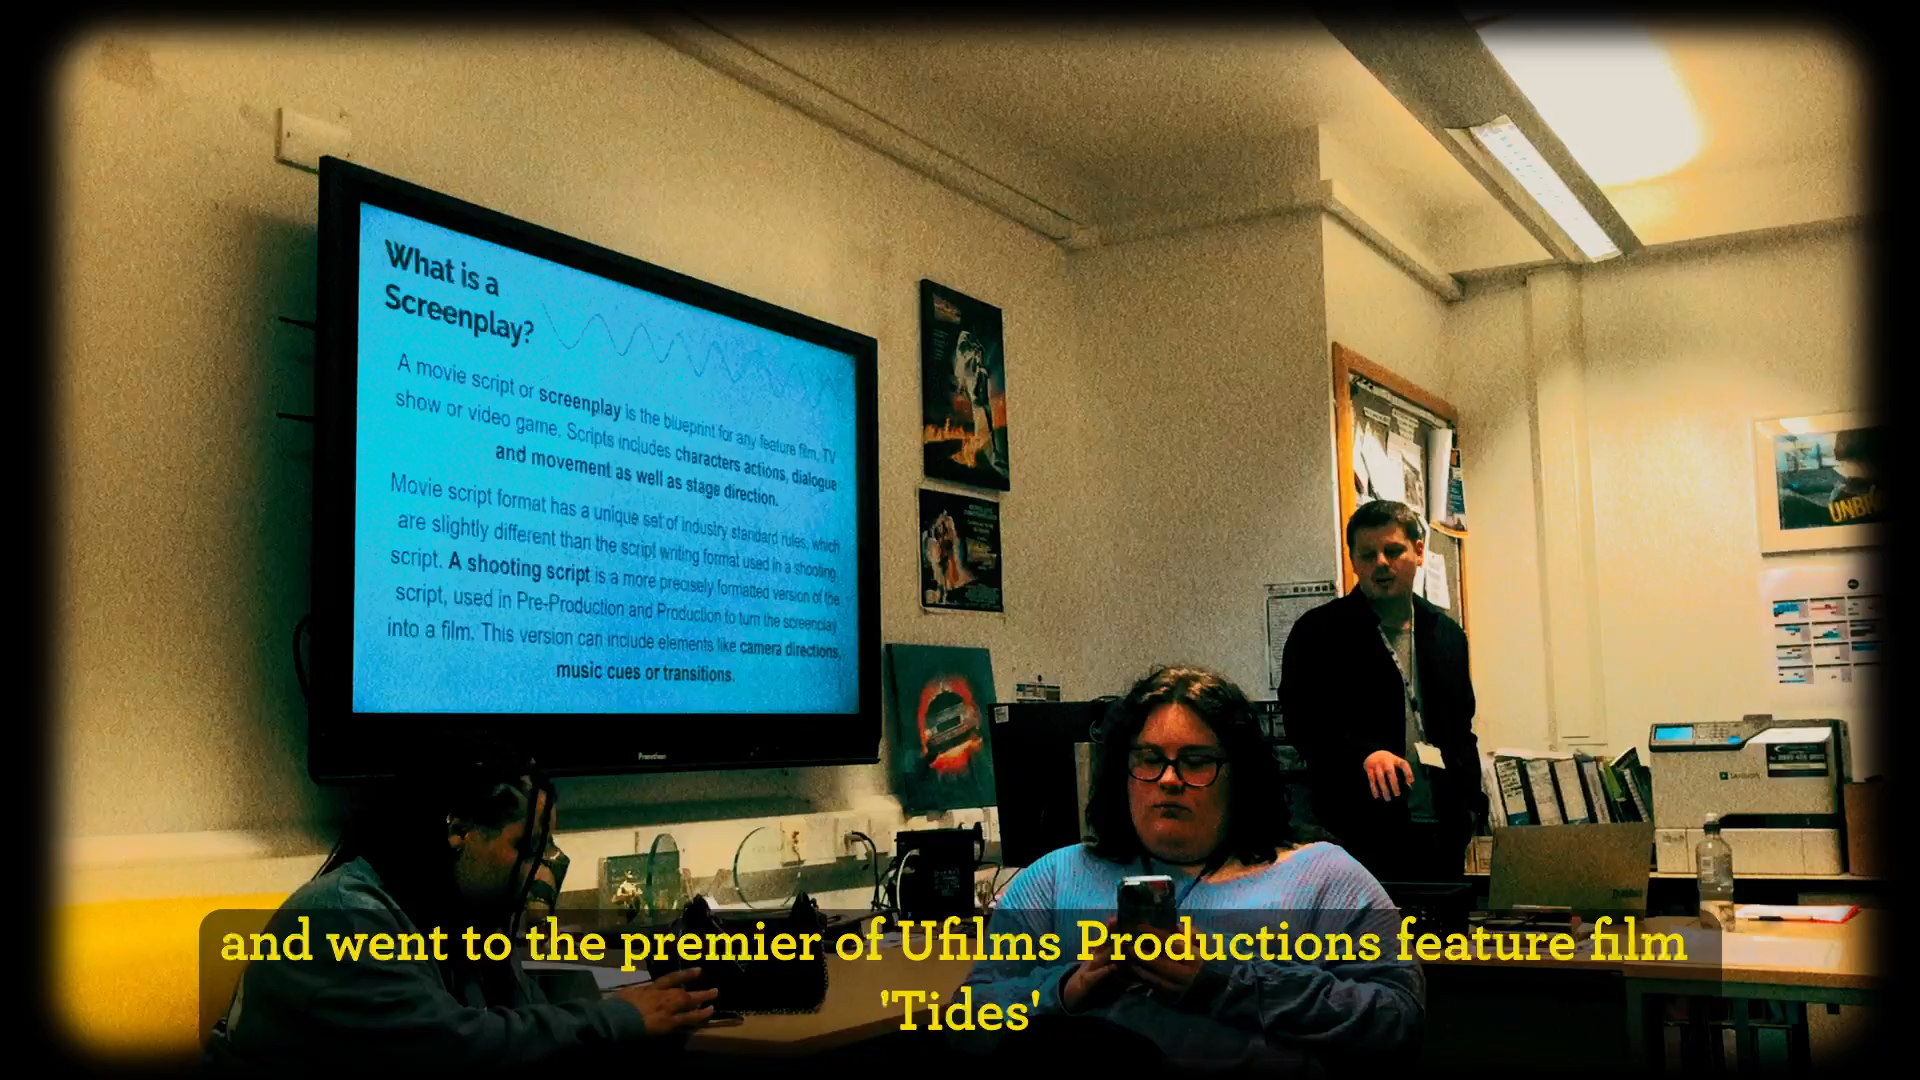 What is a
Screenplay?
A movie script or screenplay is the blueprint for any feature film, TV
show or video game. Scripts includes characters actions, dialogue
and movement as well as stage direction.
Movie script format has a unique set of industry standard rules, which
are slightly different than the script writing format used in a shooting
script. A shooting script is a more precisely formatted version of the
script, used in Pre-Production and Production to turn the screenplay
into a film. This version can include elements like camera directions,
music cues or transitions.
Promethean
and went to the premier of Ufilms Productions feature film
'Tides'